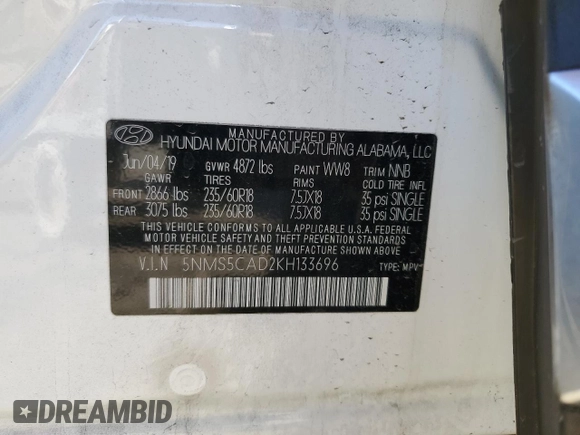 MANUFACTURED BY
HYUNDAI MOTOR MANUFACTURING ALABAMA, LLC
Jun/04/19 GVWR 4872 lbs PAINT WW8 TRIM NNB
GAWR TIRES RIMS COLD TIRE INFL
FRONT 2866 lbs 235/60R18 7.5JX18 35 psi SINGLE
REAR 3075 lbs 235/60R18 7.5JX18 35 psi SINGLE
THIS VEHICLE CONFORMS TO ALL APPLICABLE U.S.A. FEDERAL
MOTOR VEHICLE SAFETY, BUMPER, AND THEFT PREVENTION STANDARDS
IN EFFECT ON THE DATE OF MANUFACTURE SHOWN ABOVE.
V.I.N 5NMS5CAD2KH133696 TYPE: MPV
DREAMBID